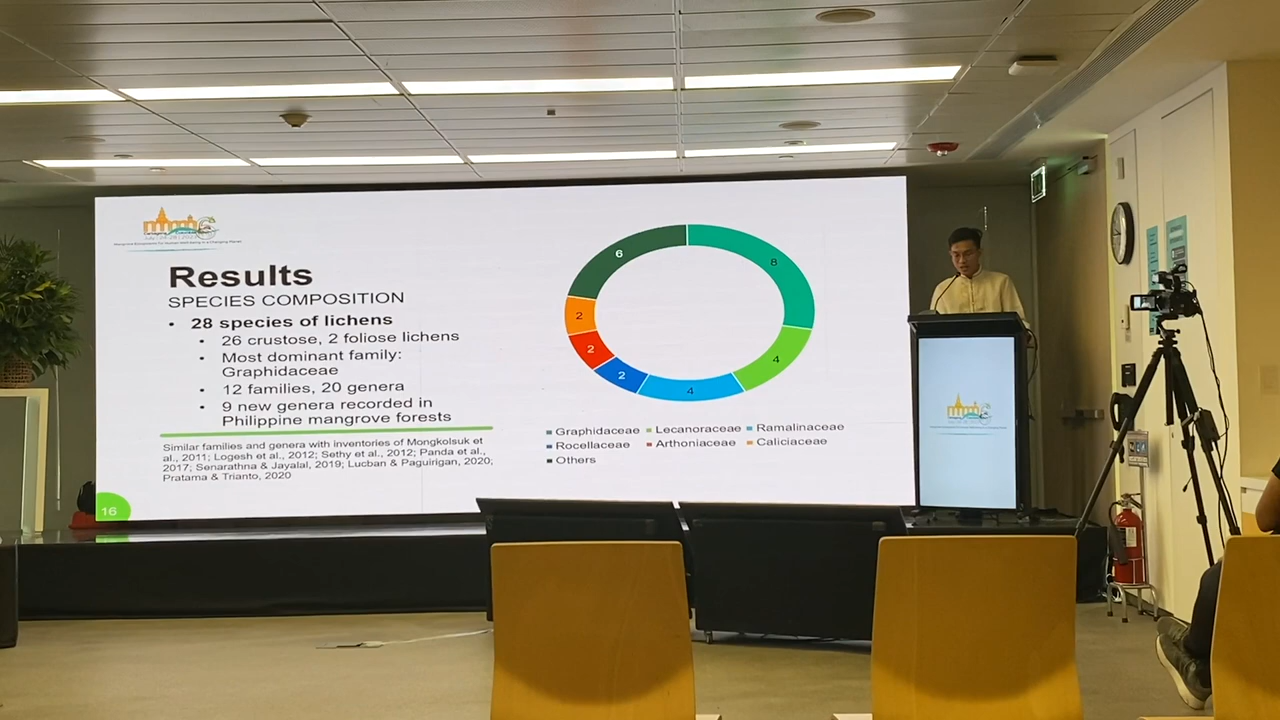 Results
SPECIES COMPOSITION
• 28 species of lichens
• 26 crustose, 2 foliose lichens
• Most dominant family:
Graphidaceae
• 12 families, 20 genera
• 9 new genera recorded in
Philippine mangrove forests
Similar families and genera with inventories of Mongkolsuk et
al., 2011; Logesh et al., 2012; Sethy et al., 2012; Panda et al.,
2017; Senarathna & Jayalal, 2019; Lucban & Paguirigan, 2020;
Pratama & Trianto, 2020
16
6
8
2
2
2
4
4
Graphidaceae Lecanoraceae Ramalinaceae
Rocellaceae Arthoniaceae Caliciaceae
Others